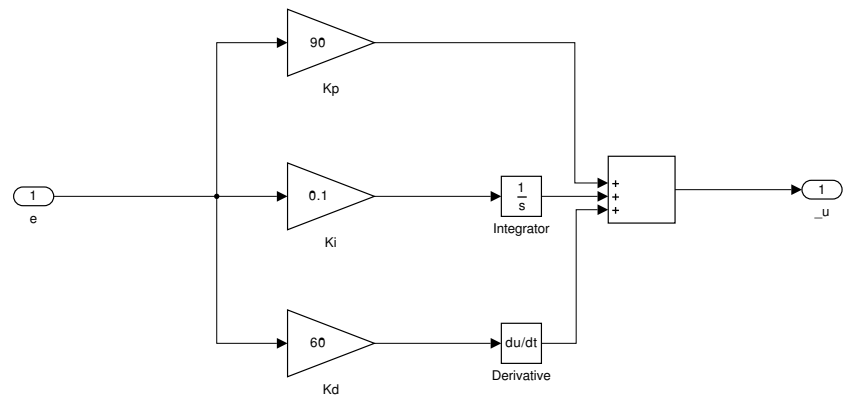 90
Kp
1
e
0.1
Ki
1
s
Integrator
+
+
+
1
_u
60
Kd
du/dt
Derivative